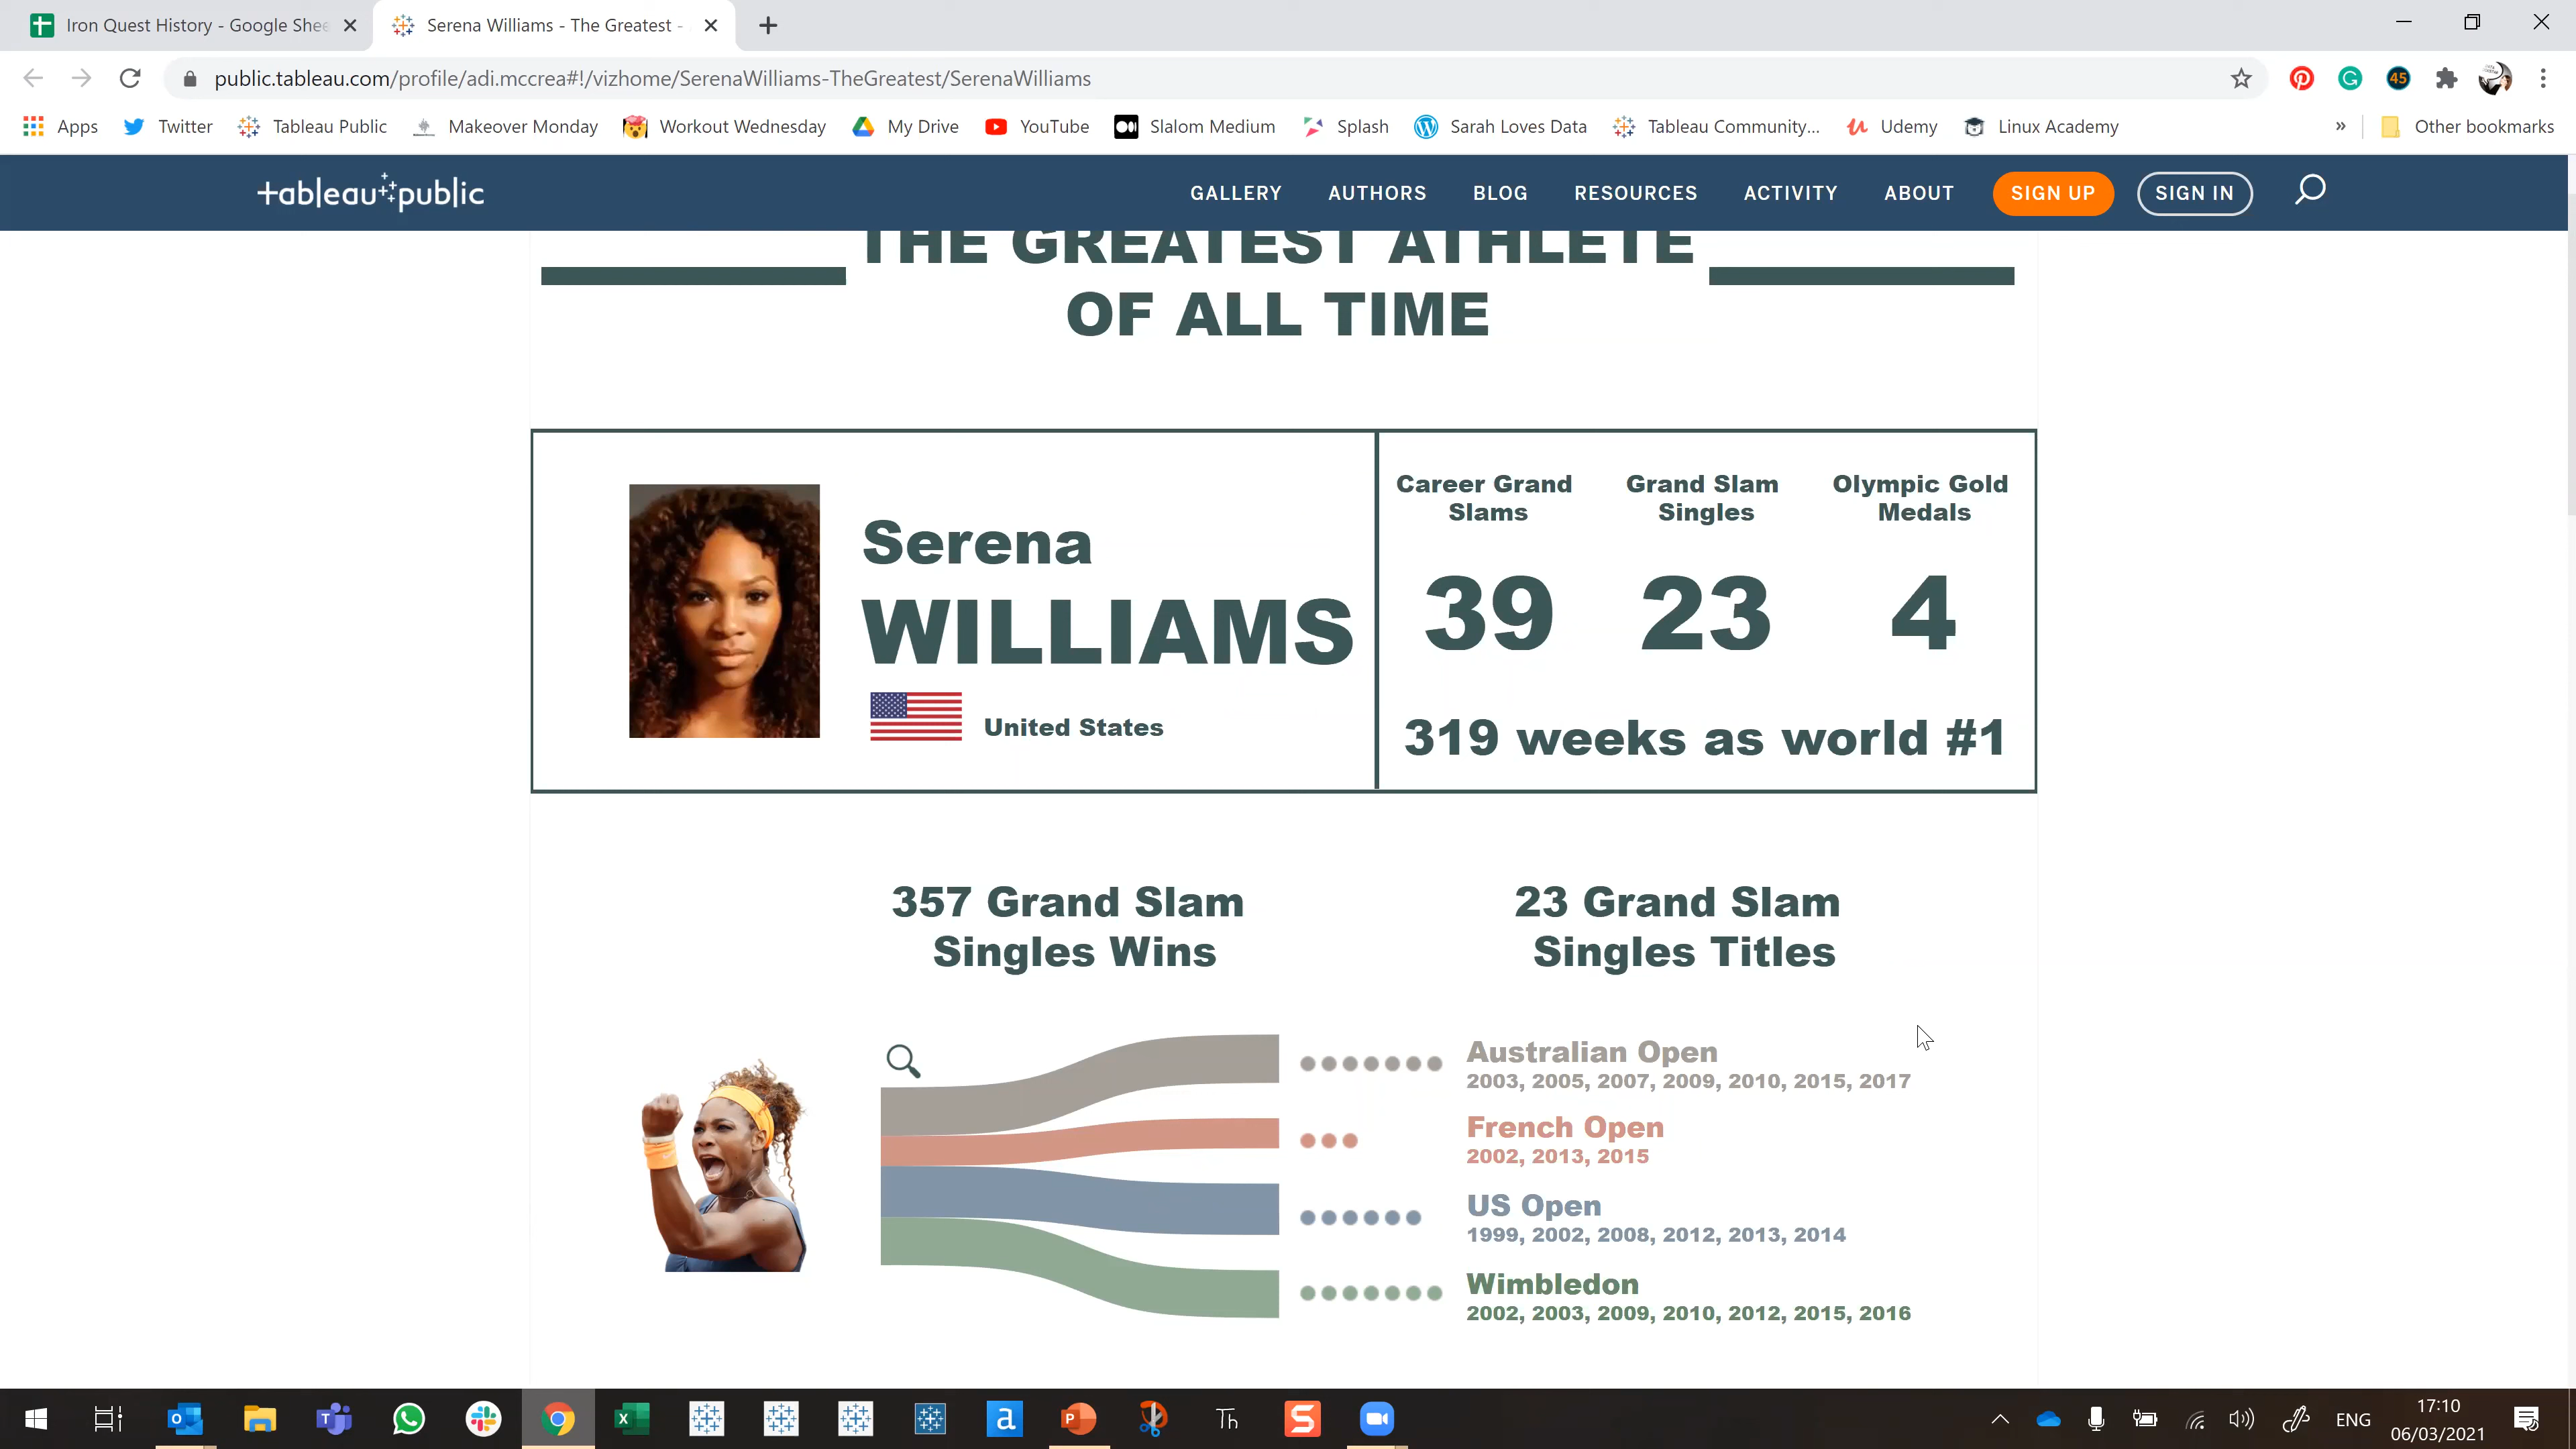 Iron Quest History - Google Shee
Serena Williams - The Greatest -
public.tableau.com/profile/adi.mccrea#!/vizhome/SerenaWilliams-TheGreatest/SerenaWilliams
45
Apps Twitter Tableau Public Makeover Monday Workout Wednesday My Drive YouTube Slalom Medium Splash Sarah Loves Data Tableau Community... Udemy Linux Academy » Other bookmarks
tableau public GALLERY AUTHORS BLOG RESOURCES ACTIVITY ABOUT SIGN UP SIGN IN
THE GREATEST ATHLETE
OF ALL TIME
Serena
WILLIAMS
United States
Career Grand Slams
Grand Slam Singles
Olympic Gold Medals
39 23 4
319 weeks as world #1
357 Grand Slam
Singles Wins
23 Grand Slam
Singles Titles
Australian Open
2003, 2005, 2007, 2009, 2010, 2015, 2017
French Open
2002, 2013, 2015
US Open
1999, 2002, 2008, 2012, 2013, 2014
Wimbledon
2002, 2003, 2009, 2010, 2012, 2015, 2016
Th
ENG
17:10
06/03/2021